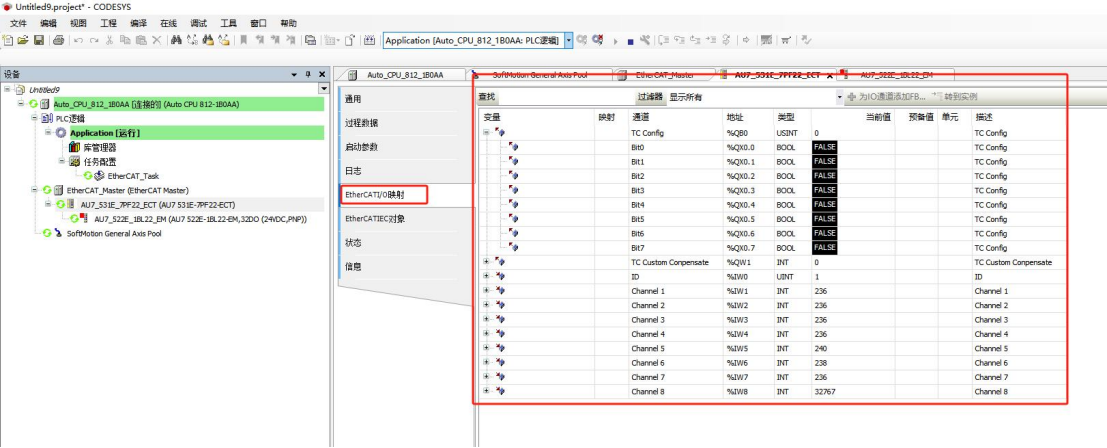 Untitled9.project* - CODESYS
文件 编辑 视图 工程 编译 在线 调试 工具 窗口 帮助
Application [Auto_CPU_812_1B0AA: PLC逻辑]
设备
Untitled9
Auto_CPU_812_1B0AA [连接的] (Auto CPU 812-1B0AA)
PLC逻辑
Application [运行]
库管理器
任务配置
EtherCAT_Task
EtherCAT_Master (EtherCAT Master)
AU7_531E_7PF22_ECT (AU7 531E-7PF22-ECT)
AU7_522E_1BL22_EM (AU7 522E-1BL22-EM,32DO (24VDC,PNP))
SoftMotion General Axis Pool
Auto_CPU_812_1B0AA SoftMotion General Axis Pool EtherCAT_Master AU7_531E_7PF22_ECT AU7_522E_1BL22_EM
通用
过程数据
启动参数
日志
EtherCATI/O映射
EtherCATIEC对象
状态
信息
查找 过滤器 显示所有 为IO通道添加FB... 转到实例
变量 映射 通道 地址 类型 当前值 预备值 单元 描述
TC Config %QB0 USINT 0 TC Config
Bit0 %QX0.0 BOOL FALSE TC Config
Bit1 %QX0.1 BOOL FALSE TC Config
Bit2 %QX0.2 BOOL FALSE TC Config
Bit3 %QX0.3 BOOL FALSE TC Config
Bit4 %QX0.4 BOOL FALSE TC Config
Bit5 %QX0.5 BOOL FALSE TC Config
Bit6 %QX0.6 BOOL FALSE TC Config
Bit7 %QX0.7 BOOL FALSE TC Config
TC Custom Conpensate %QW1 INT 0 TC Custom Conpensate
ID %IW0 UINT 1 ID
Channel 1 %IW1 INT 236 Channel 1
Channel 2 %IW2 INT 236 Channel 2
Channel 3 %IW3 INT 236 Channel 3
Channel 4 %IW4 INT 236 Channel 4
Channel 5 %IW5 INT 240 Channel 5
Channel 6 %IW6 INT 238 Channel 6
Channel 7 %IW7 INT 236 Channel 7
Channel 8 %IW8 INT 32767 Channel 8